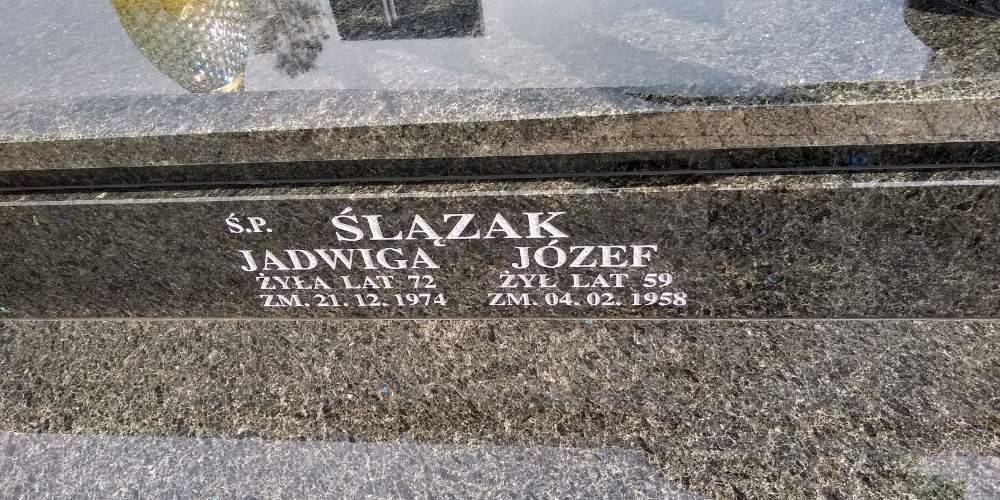 Ś.P. ŚLĄZAK
JADWIGA JÓZEF
ŻYŁA LAT 72 ŻYŁ LAT 59
ZM. 21. 12. 1974 ZM. 04. 02. 1958